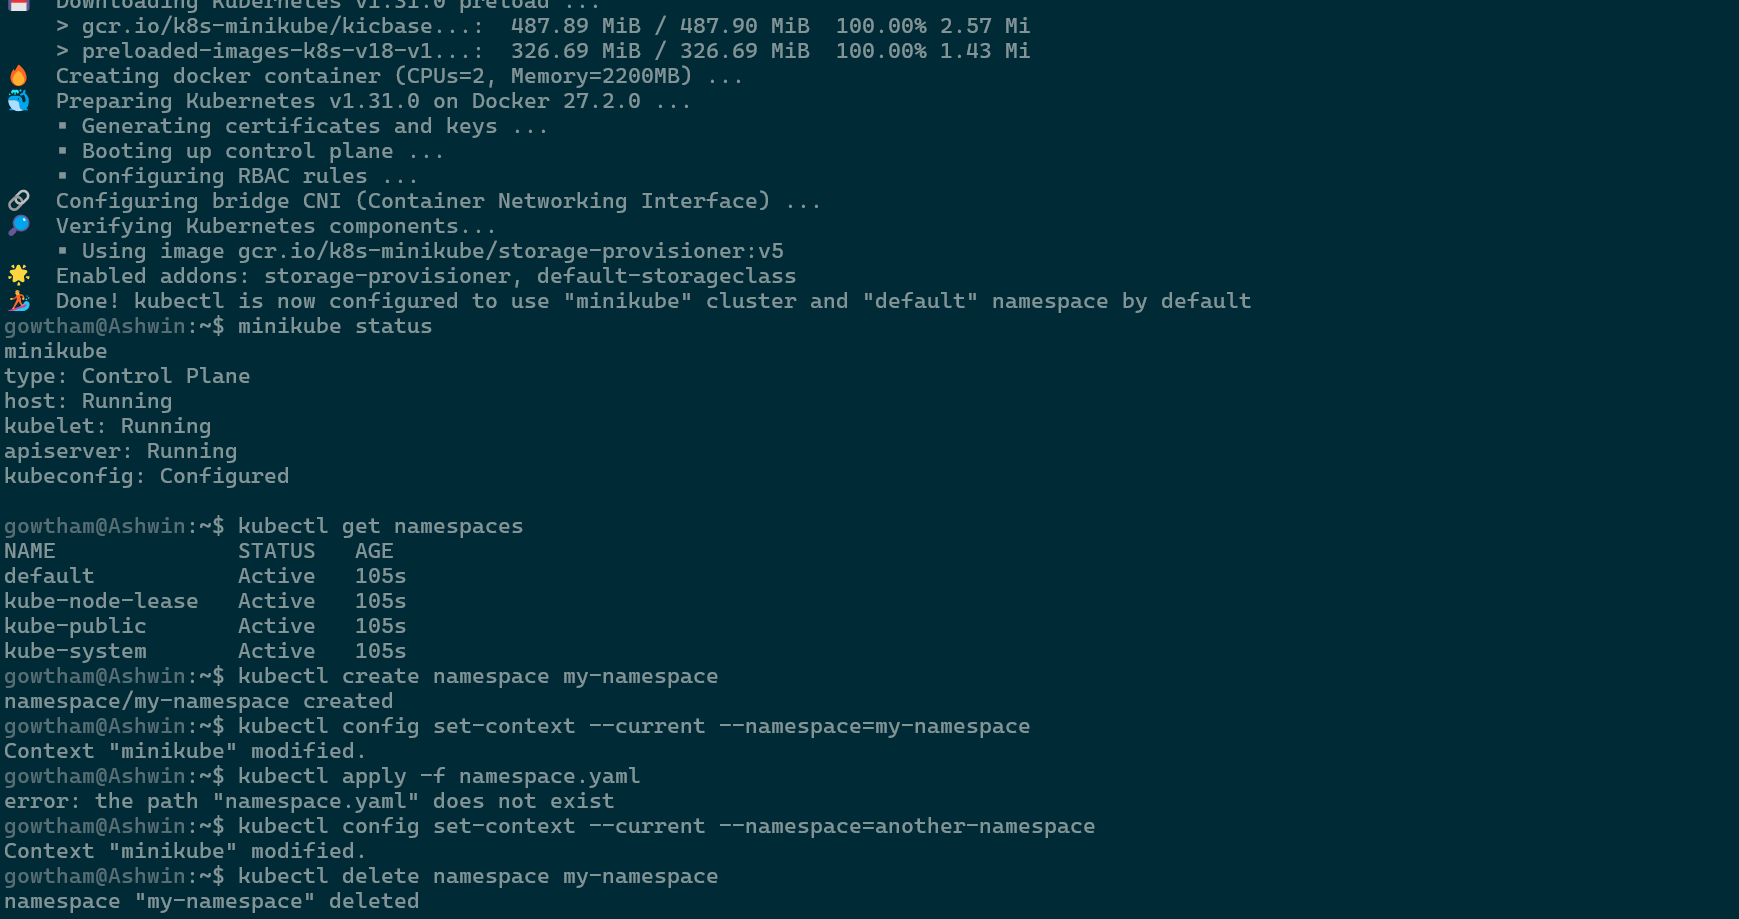 Downloading Kubernetes v1.31.0 preload ...
    > gcr.io/k8s-minikube/kicbase...:  487.89 MiB / 487.90 MiB  100.00% 2.57 Mi
    > preloaded-images-k8s-v18-v1...:  326.69 MiB / 326.69 MiB  100.00% 1.43 Mi
Creating docker container (CPUs=2, Memory=2200MB) ...
Preparing Kubernetes v1.31.0 on Docker 27.2.0 ...
    ▪ Generating certificates and keys ...
    ▪ Booting up control plane ...
    ▪ Configuring RBAC rules ...
Configuring bridge CNI (Container Networking Interface) ...
Verifying Kubernetes components...
    ▪ Using image gcr.io/k8s-minikube/storage-provisioner:v5
Enabled addons: storage-provisioner, default-storageclass
Done! kubectl is now configured to use "minikube" cluster and "default" namespace by default
gowtham@Ashwin:~$ minikube status
minikube
type: Control Plane
host: Running
kubelet: Running
apiserver: Running
kubeconfig: Configured

gowtham@Ashwin:~$ kubectl get namespaces
NAME              STATUS   AGE
default           Active   105s
kube-node-lease   Active   105s
kube-public       Active   105s
kube-system       Active   105s
gowtham@Ashwin:~$ kubectl create namespace my-namespace
namespace/my-namespace created
gowtham@Ashwin:~$ kubectl config set-context --current --namespace=my-namespace
Context "minikube" modified.
gowtham@Ashwin:~$ kubectl apply -f namespace.yaml
error: the path "namespace.yaml" does not exist
gowtham@Ashwin:~$ kubectl config set-context --current --namespace=another-namespace
Context "minikube" modified.
gowtham@Ashwin:~$ kubectl delete namespace my-namespace
namespace "my-namespace" deleted